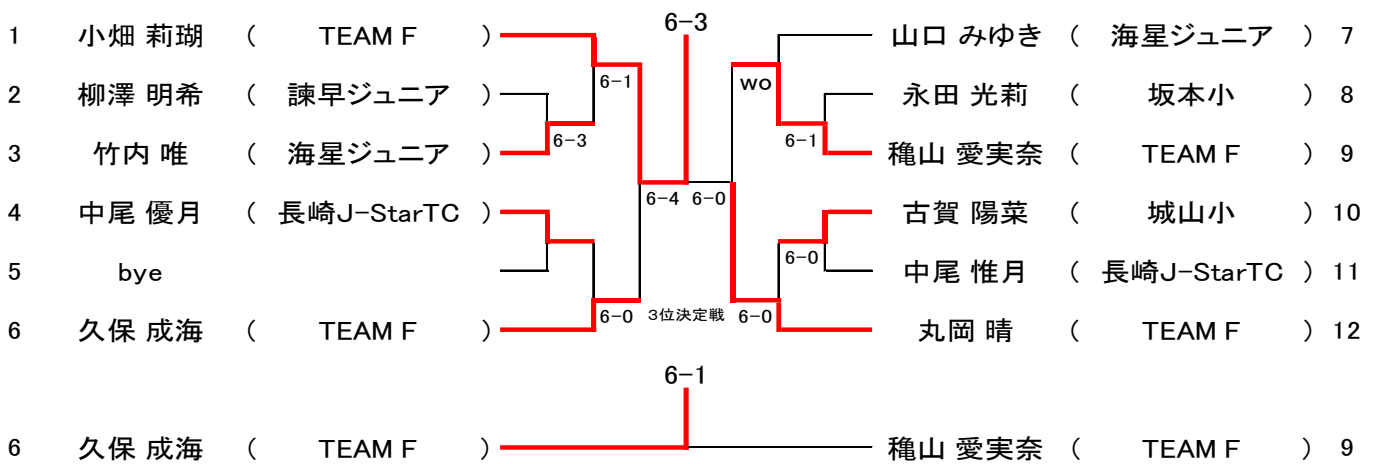 6-3
1 小畑 莉瑚 ( TEAM F ) 山口 みゆき ( 海星ジュニア ) 7
6-1 wo
2 柳澤 明希 ( 諫早ジュニア ) 永田 光莉 ( 坂本小 ) 8
6-3 6-1
3 竹内 唯 ( 海星ジュニア ) 穐山 愛実奈 ( TEAM F ) 9
6-4 6-0
4 中尾 優月 ( 長崎J-StarTC ) 古賀 陽菜 ( 城山小 ) 10
6-0
5 bye 中尾 惟月 ( 長崎J-StarTC ) 11
6-0 3位決定戦 6-0
6 久保 成海 ( TEAM F ) 丸岡 晴 ( TEAM F ) 12
6-1
6 久保 成海 ( TEAM F ) 穐山 愛実奈 ( TEAM F ) 9